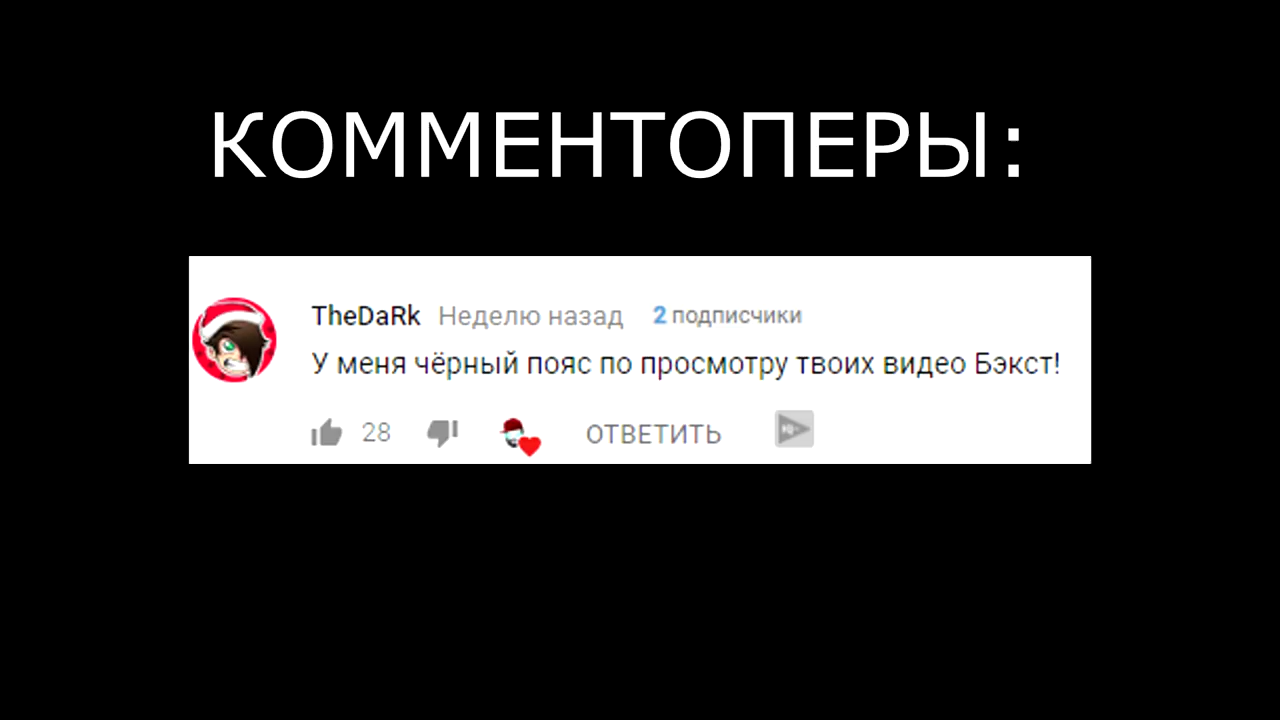 КОММЕНТОПЕРЫ:
TheDaRk Неделю назад 2 подписчики
У меня чёрный пояс по просмотру твоих видео Бэкст!
28 ОТВЕТИТЬ